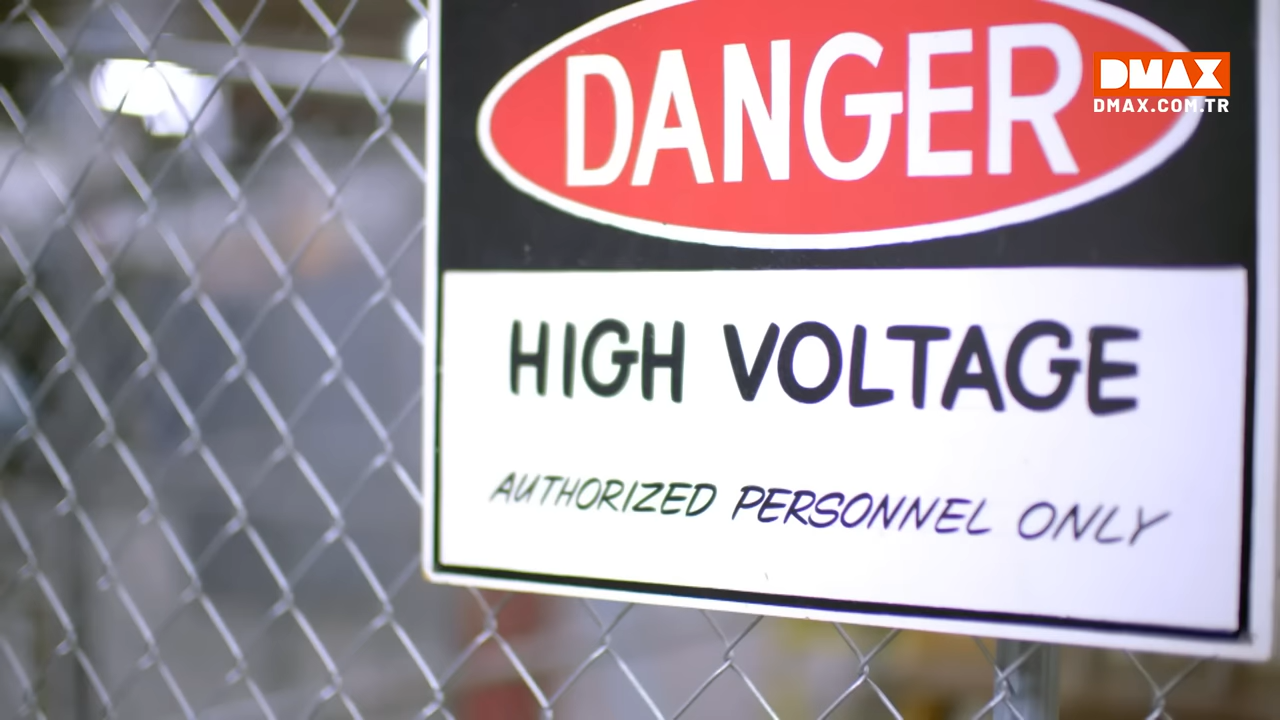 DANGER
DMAX
DMAX.COM.TR
HIGH VOLTAGE
AUTHORIZED PERSONNEL ONLY